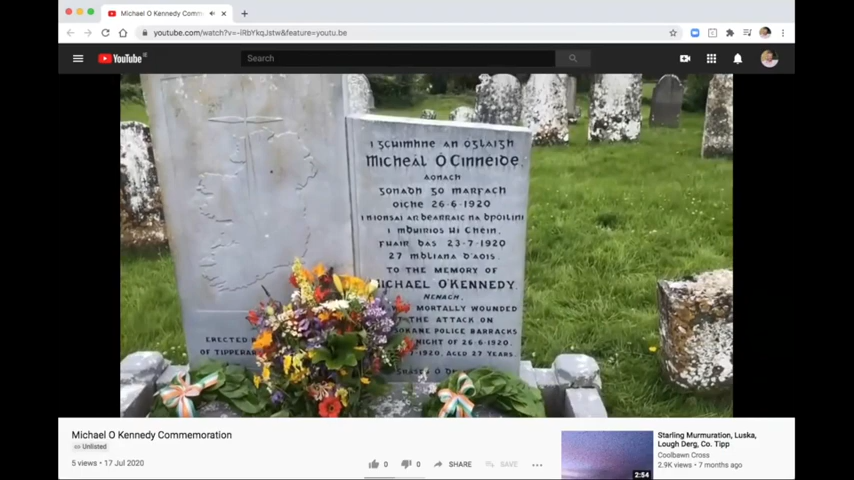 Michael O Kennedy Comm
youtube.com/watch?v=-iRbYkqJstw&feature=youtu.be
YouTube IE
Search
I gcuimhne an Óglaigh
Micheál Ó Cinnéide,
Aonach
gonadh go marfach
oíche 26-6-1920
i nionsaí ar bearraic na bpóilíní
i mbuiríos Uí Chéin,
fuair bás 23-7-1920
27 mbliana d'aois.
TO THE MEMORY OF
MICHAEL O'KENNEDY.
NENAGH,
MORTALLY WOUNDED
THE ATTACK ON
POLICE BARRACKS
NIGHT OF 26-6-1920.
-1920, AGED 27 YEARS.
ERECTED
OF TIPPERA
Michael O Kennedy Commemoration
Unlisted
5 views • 17 Jul 2020
0
0
SHARE
SAVE
Starling Murmuration, Luska,
Lough Derg, Co. Tipp
Coolbawn Cross
2.9K views • 7 months ago
2:54